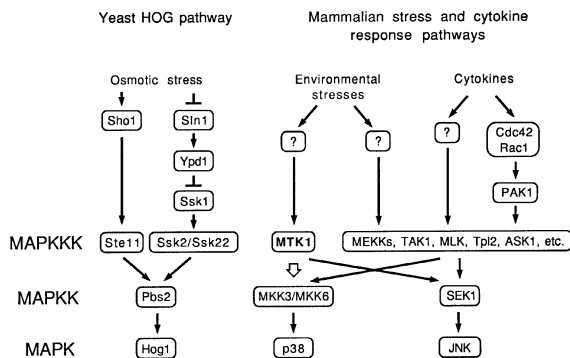 Yeast HOG pathway
Mammalian stress and cytokine
response pathways
Osmotic stress
Environmental
stresses
Cytokines
Sho1
Sln1
?
?
?
Cdc42
Rac1
Ypd1
PAK1
Ssk1
MAPKKK
Ste11
Ssk2/Ssk22
MTK1
MEKKs, TAK1, MLK, Tpl2, ASK1, etc.
MAPKK
Pbs2
MKK3/MKK6
SEK1
MAPK
Hog1
p38
JNK